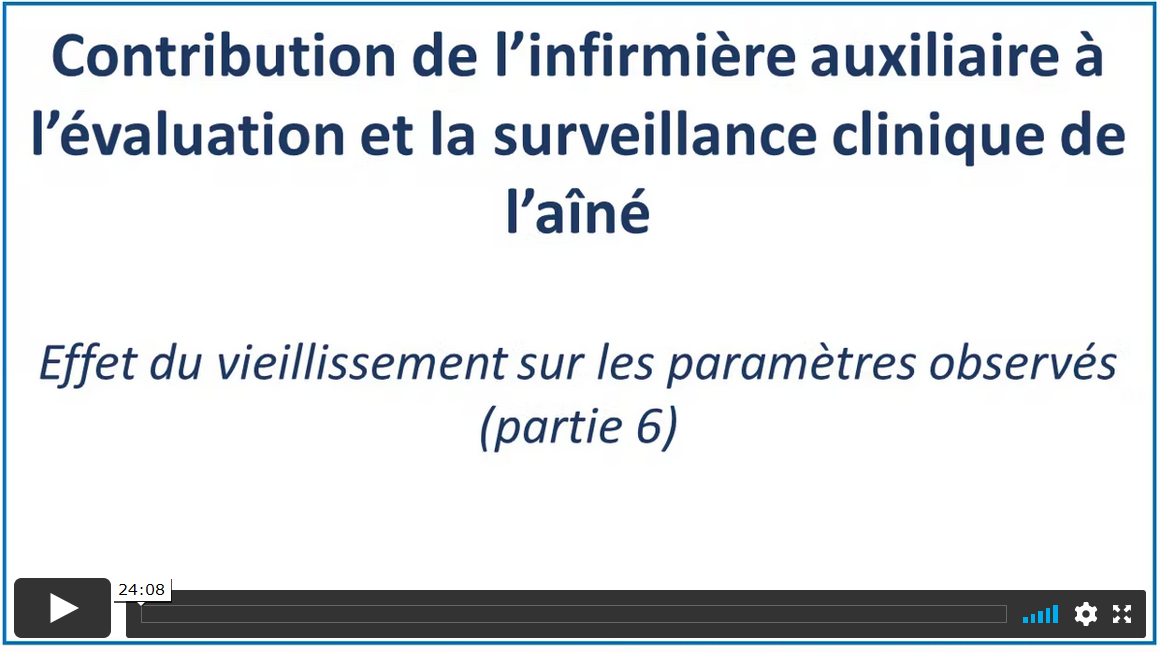 Contribution de l’infirmière auxiliaire à
l’évaluation et la surveillance clinique de
l’aîné
Effet du vieillissement sur les paramètres observés
(partie 6)
24:08